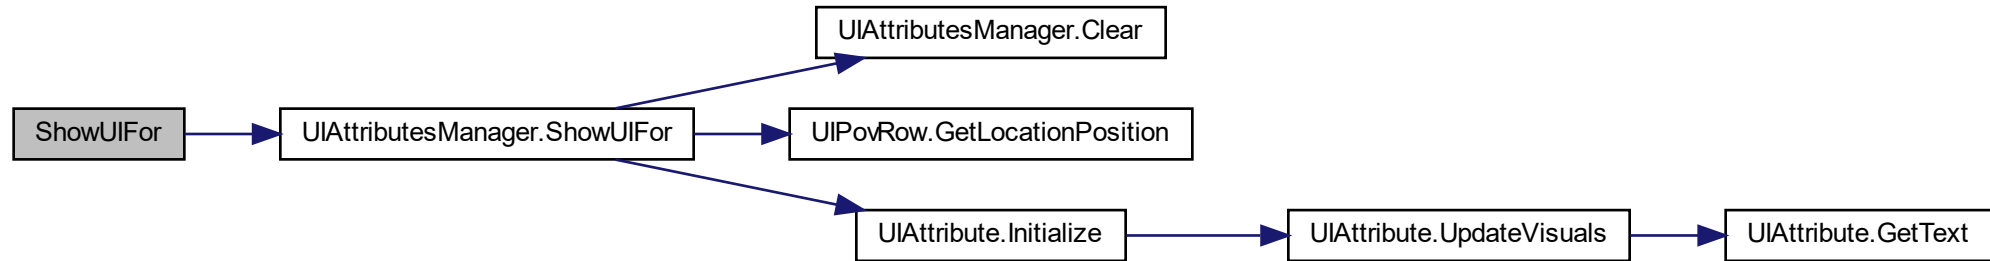 UIAttributesManager.Clear
ShowUIFor
UIAttributesManager.ShowUIFor
UIPovRow.GetLocationPosition
UIAttribute.Initialize
UIAttribute.UpdateVisuals
UIAttribute.GetText